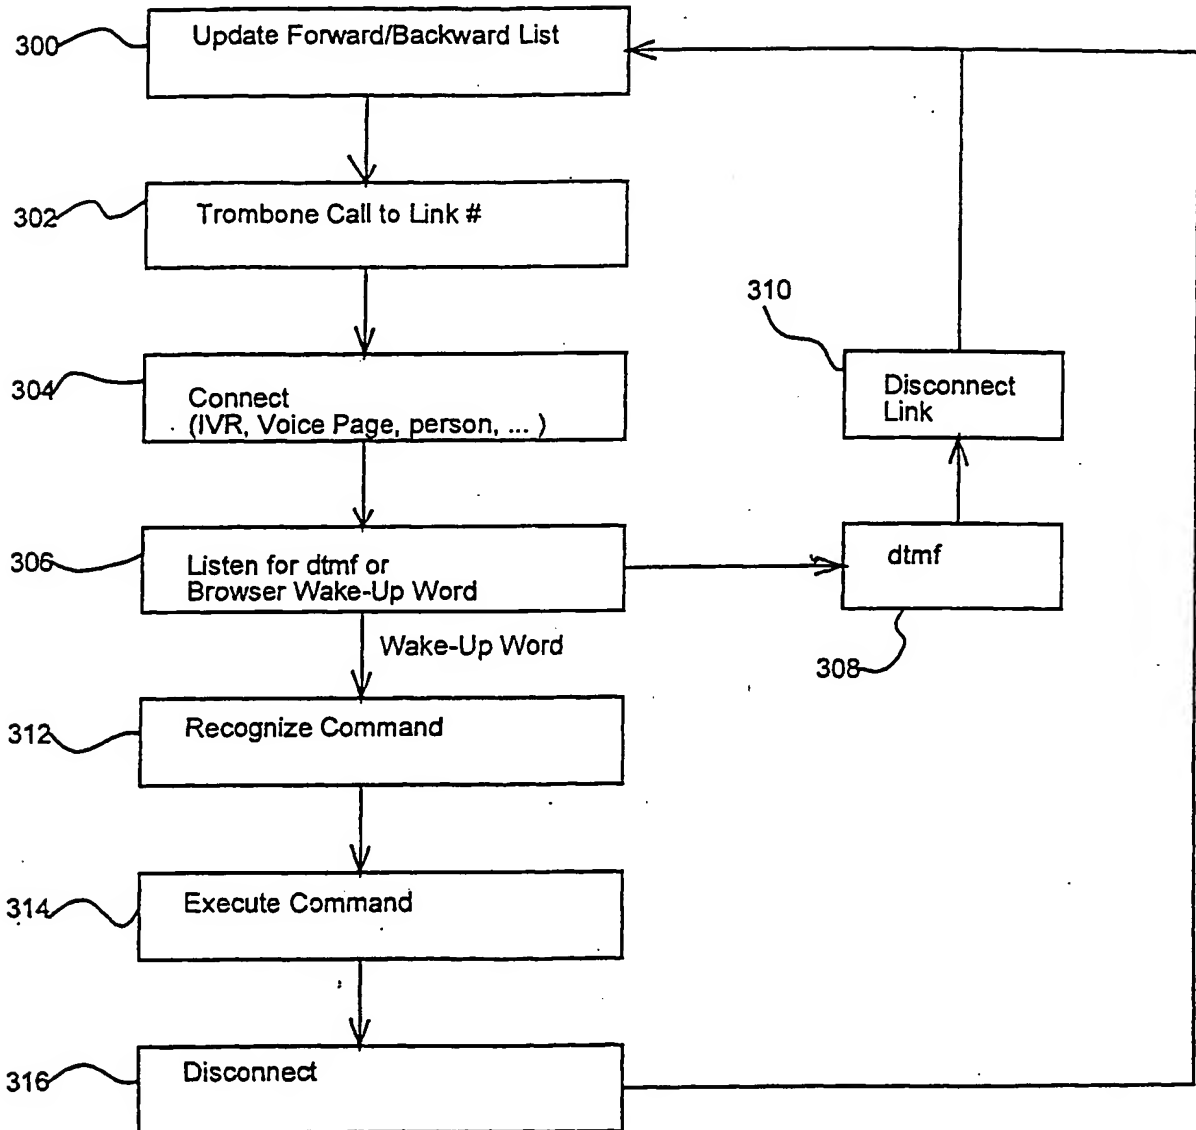 300
Update Forward/Backward List
302
Trombone Call to Link #
310
304
Connect
(IVR, Voice Page, person, ... )
Disconnect
Link
306
Listen for dtmf or
Browser Wake-Up Word
dtmf
Wake-Up Word
308
312
Recognize Command
314
Execute Command
316
Disconnect